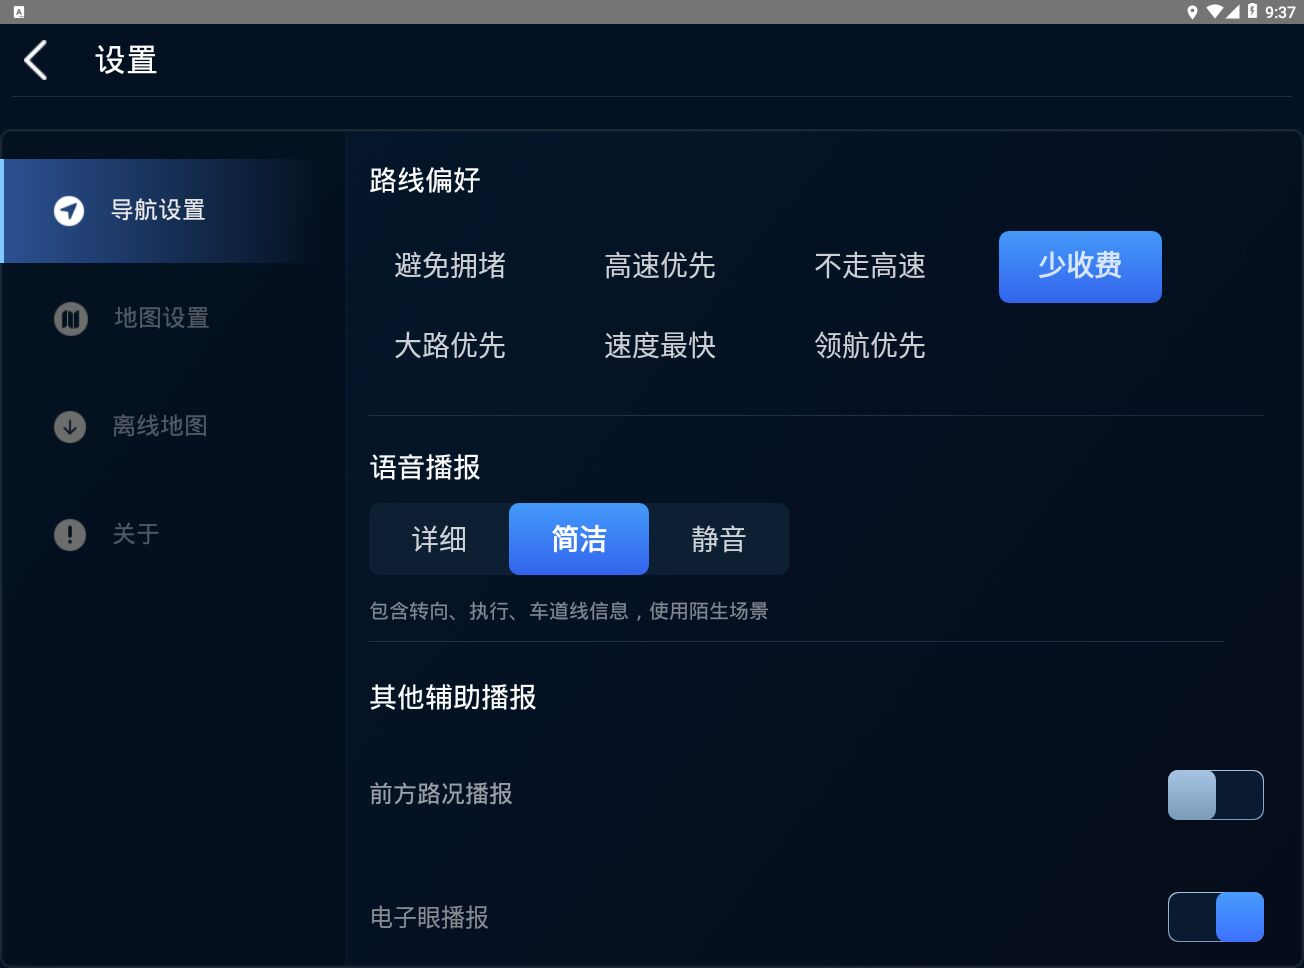 9:37
设置
导航设置
地图设置
离线地图
关于
路线偏好
避免拥堵 高速优先 不走高速 少收费
大路优先 速度最快 领航优先
语音播报
详细 简洁 静音
包含转向、执行、车道线信息，使用陌生场景
其他辅助播报
前方路况播报
电子眼播报